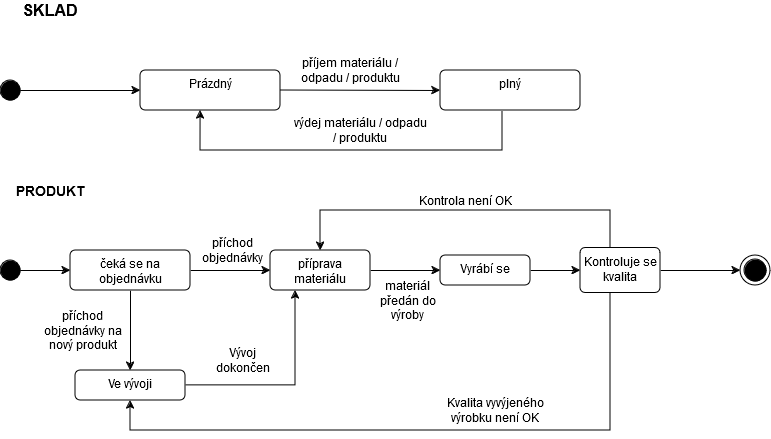 SKLAD
příjem materiálu /
odpadu / produktu
Prázdný
plný
výdej materiálu / odpadu
/ produktu
PRODUKT
Kontrola není OK
příchod
objednávky
čeká se na
objednávku
příprava
materiálu
Vyrábí se
Kontroluje se
kvalita
materiál
předán do
výroby
příchod
objednávky na
nový produkt
Vývoj
dokončen
Ve vývoji
Kvalita vyvýjeného
výrobku není OK